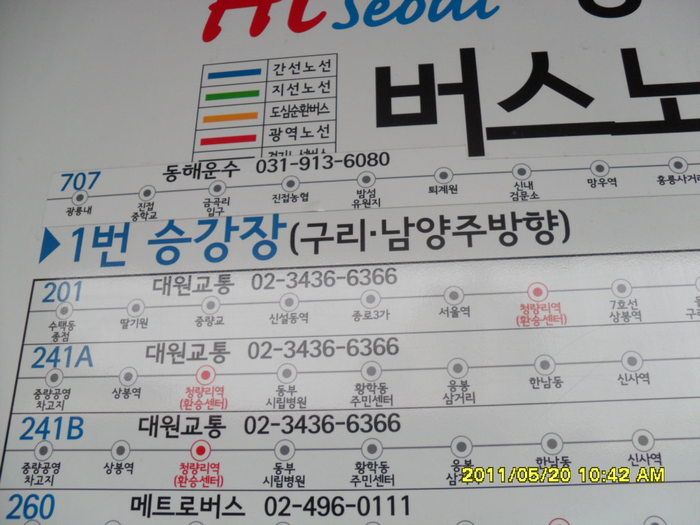 Hi Seoul
간선노선
지선노선
도심순환버스
광역노선
버스노
707 동해운수 031-913-6080
광릉내 진접중학교 금곡리입구 진접농협 밤섬유원지 퇴계원 신내검문소 망우역 홍릉사거리
▶1번 승강장(구리·남양주방향)
201 대원교통 02-3436-6366
수택동종점 딸기원 중랑교 신설동역 종로3가 서울역 청량리역(환승센터) 7호선상봉역
241A 대원교통 02-3436-6366
중랑공영차고지 상봉역 청량리역(환승센터) 동부시립병원 황학동주민센터 응봉삼거리 한남동 신사역
241B 대원교통 02-3436-6366
중랑공영차고지 상봉역 청량리역(환승센터) 동부시립병원 황학동주민센터 응봉 한남동 신사역
2011/05/20 10:42 AM
260 메트로버스 02-496-0111